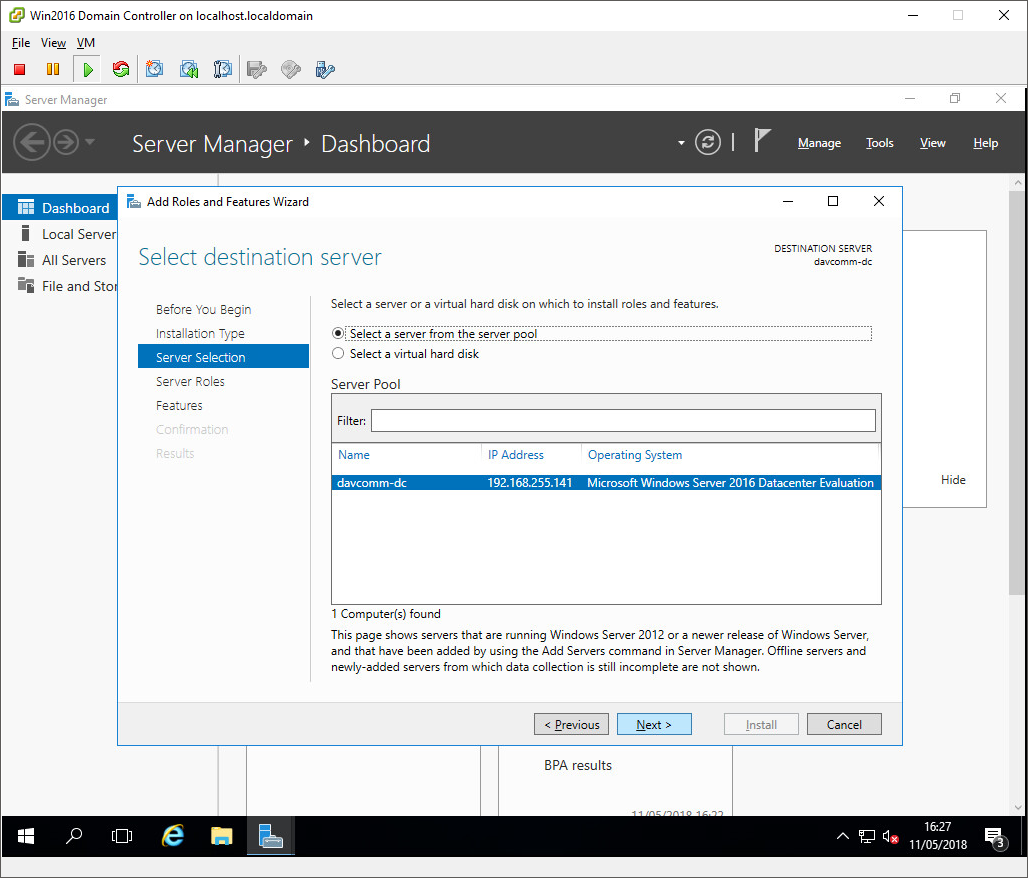 Win2016 Domain Controller on localhost.localdomain
File View VM
Server Manager
Server Manager Dashboard
Manage Tools View Help
Dashboard
Local Server
All Servers
File and Stor
Add Roles and Features Wizard
Select destination server
DESTINATION SERVER
davcomm-dc
Before You Begin
Installation Type
Server Selection
Server Roles
Features
Confirmation
Results
Select a server or a virtual hard disk on which to install roles and features.
Select a server from the server pool
Select a virtual hard disk
Server Pool
Filter:
Name IP Address Operating System
davcomm-dc 192.168.255.141 Microsoft Windows Server 2016 Datacenter Evaluation
1 Computer(s) found
This page shows servers that are running Windows Server 2012 or a newer release of Windows Server,
and that have been added by using the Add Servers command in Server Manager. Offline servers and
newly-added servers from which data collection is still incomplete are not shown.
< Previous Next > Install Cancel
Hide
BPA results
11/05/2018 16:22
16:27
11/05/2018
3